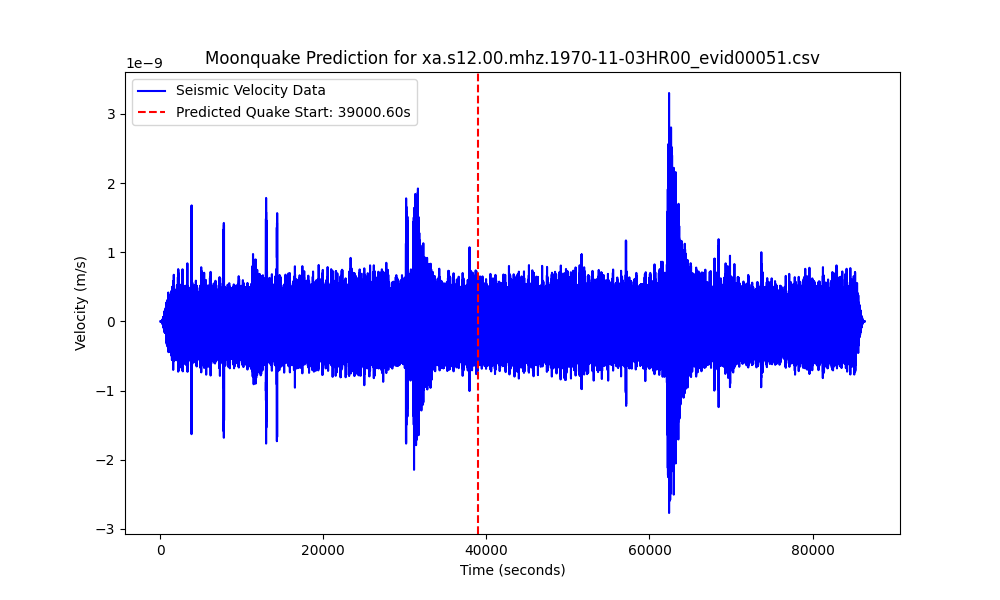 Moonquake Prediction for xa.s12.00.mhz.1970-11-03HR00_evid00051.csv
1e−9
Seismic Velocity Data
Predicted Quake Start: 39000.60s
3
2
1
0
−1
−2
−3
Velocity (m/s)
0 20000 40000 60000 80000
Time (seconds)